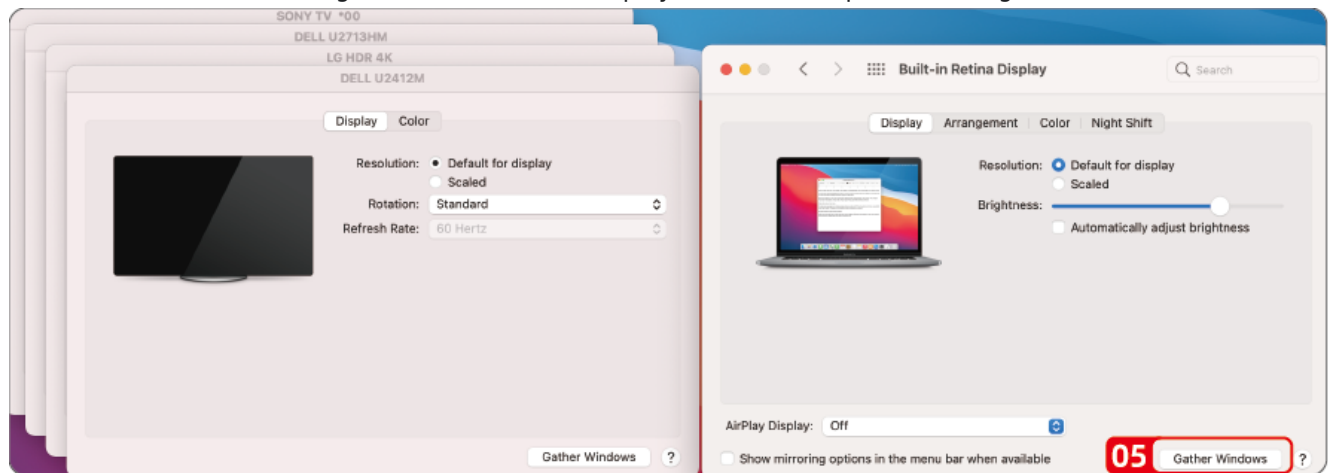 SONY TV *00
DELL U2713HM
LG HDR 4K
DELL U2412M
Display Color
Resolution: Default for display
Scaled
Rotation: Standard
Refresh Rate: 60 Hertz
Gather Windows ?
Built-in Retina Display
Search
Display Arrangement Color Night Shift
Resolution: Default for display
Scaled
Brightness:
Automatically adjust brightness
AirPlay Display: Off
Show mirroring options in the menu bar when available
05 Gather Windows ?